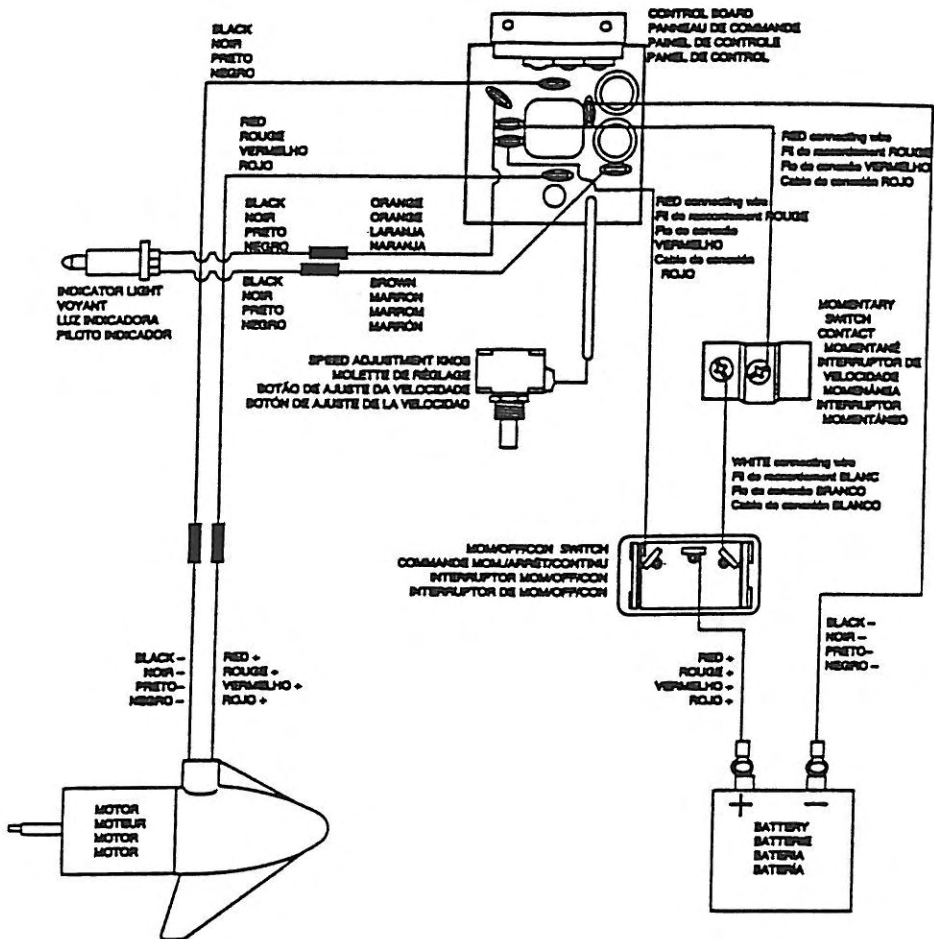 CONTROL BOARD
PANNEAU DE COMMANDE
PAINEL DE CONTROLE
PANEL DE CONTROL
BLACK
NOIR
PRETO
NEGRO
RED
ROUGE
VERMELHO
ROJO
RED connecting wire
Fil de raccordement ROUGE
Fio de conexão VERMELHO
Cable de conexión ROJO
BLACK
NOIR
PRETO
NEGRO
ORANGE
ORANGE
LARANJA
NARANJA
RED connecting wire
Fil de raccordement ROUGE
Fio de conexão
VERMELHO
Cable de conexión
ROJO
INDICATOR LIGHT
VOYANT
LUZ INDICADORA
PILOTO INDICADOR
BLACK
NOIR
PRETO
NEGRO
BROWN
MARRON
MARROM
MARRÓN
MOMENTARY
SWITCH
CONTACT
MOMENTANÉ
INTERRUPTOR DE
VELOCIDADE
INTERRUPTOR
MOMENTÁNEO
SPEED ADJUSTMENT KNOB
MOLETTE DE RÉGLAGE
BOTÃO DE AJUSTE DA VELOCIDADE
BOTÓN DE AJUSTE DE LA VELOCIDAD
WHITE connecting wire
Fil de raccordement BLANC
Fio de conexão BRANCO
Cable de conexión BLANCO
MOM/OFF/CON SWITCH
COMMANDE MOM./ARRÊT/CONTINU
INTERRUPTOR MOM/OFF/CON
INTERRUPTOR DE MOM/OFF/CON
BLACK –
NOIR –
PRETO–
NEGRO –
RED +
ROUGE +
VERMELHO +
ROJO +
RED +
ROUGE +
VERMELHO +
ROJO +
BLACK –
NOIR –
PRETO–
NEGRO –
MOTOR
MOTEUR
MOTOR
MOTOR
+ –
BATTERY
BATTERIE
BATERIA
BATERÍA